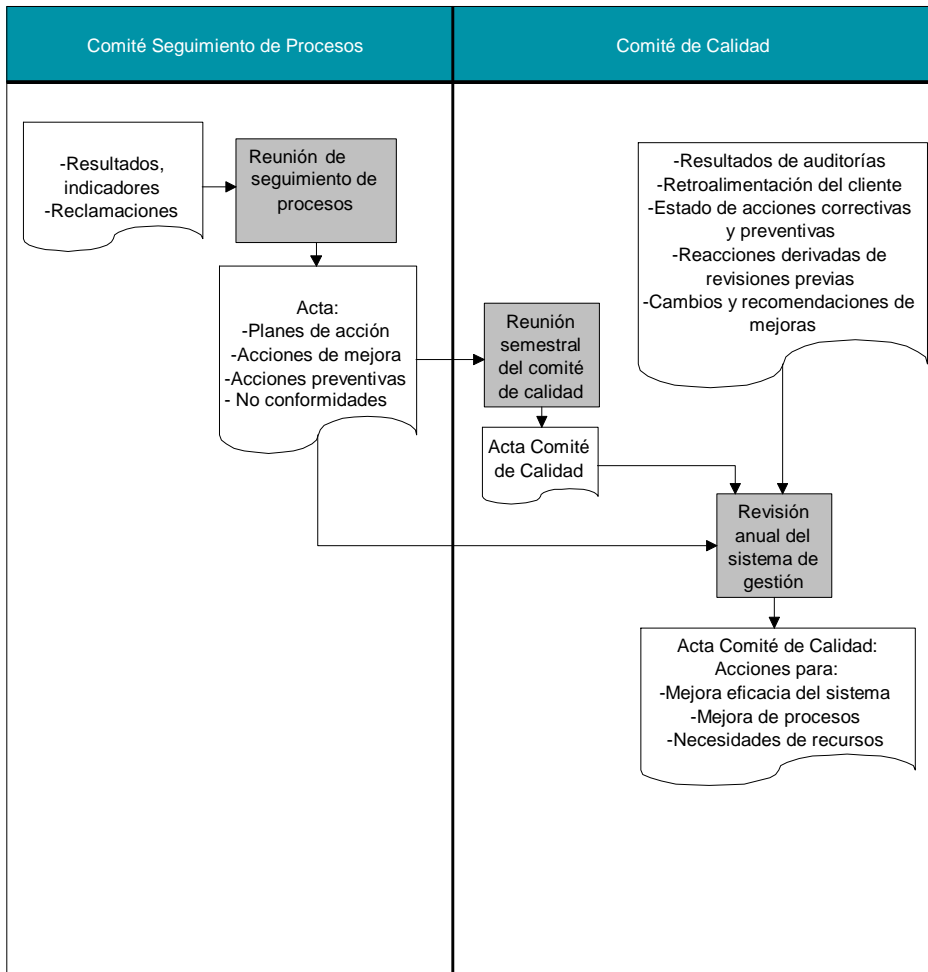 Comité Seguimiento de Procesos
Comité de Calidad
-Resultados,
indicadores
-Reclamaciones
Reunión de
seguimiento de
procesos
Acta:
-Planes de acción
-Acciones de mejora
-Acciones preventivas
- No conformidades
Reunión
semestral
del comité
de calidad
Acta Comité
de Calidad
-Resultados de auditorías
-Retroalimentación del cliente
-Estado de acciones correctivas
y preventivas
-Reacciones derivadas de
revisiones previas
-Cambios y recomendaciones de
mejoras
Revisión
anual del
sistema de
gestión
Acta Comité de Calidad:
Acciones para:
-Mejora eficacia del sistema
-Mejora de procesos
-Necesidades de recursos